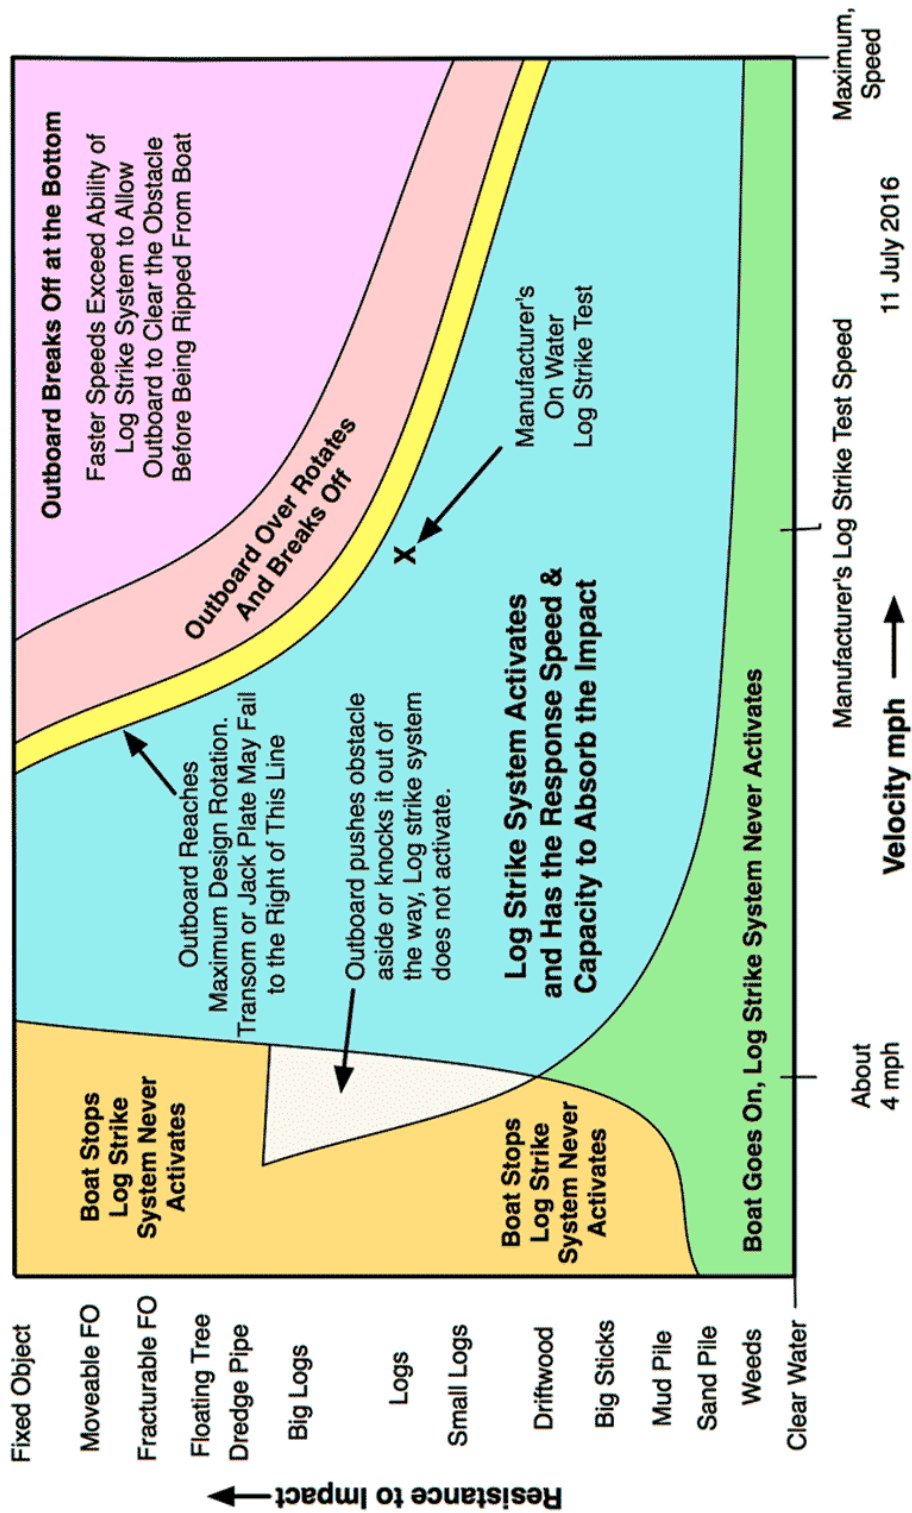 Outboard Breaks Off at the Bottom
Faster Speeds Exceed Ability of
Log Strike System to Allow
Outboard to Clear the Obstacle
Before Being Ripped From Boat
Outboard Over Rotates
And Breaks Off
Outboard Reaches
Maximum Design Rotation.
Transom or Jack Plate May Fail
to the Right of This Line
Outboard pushes obstacle
aside or knocks it out of
the way, Log strike system
does not activate.
X
Manufacturer's
On Water
Log Strike Test
Log Strike System Activates
and Has the Response Speed &
Capacity to Absorb the Impact
Boat Stops
Log Strike
System Never
Activates
Boat Stops
Log Strike
System Never
Activates
Boat Goes On, Log Strike System Never Activates
Resistance to Impact
Fixed Object
Moveable FO
Fracturable FO
Floating Tree
Dredge Pipe
Big Logs
Logs
Small Logs
Driftwood
Big Sticks
Mud Pile
Sand Pile
Weeds
Clear Water
About
4 mph
Manufacturer's Log Strike Test Speed
Maximum,
Speed
Velocity mph
11 July 2016